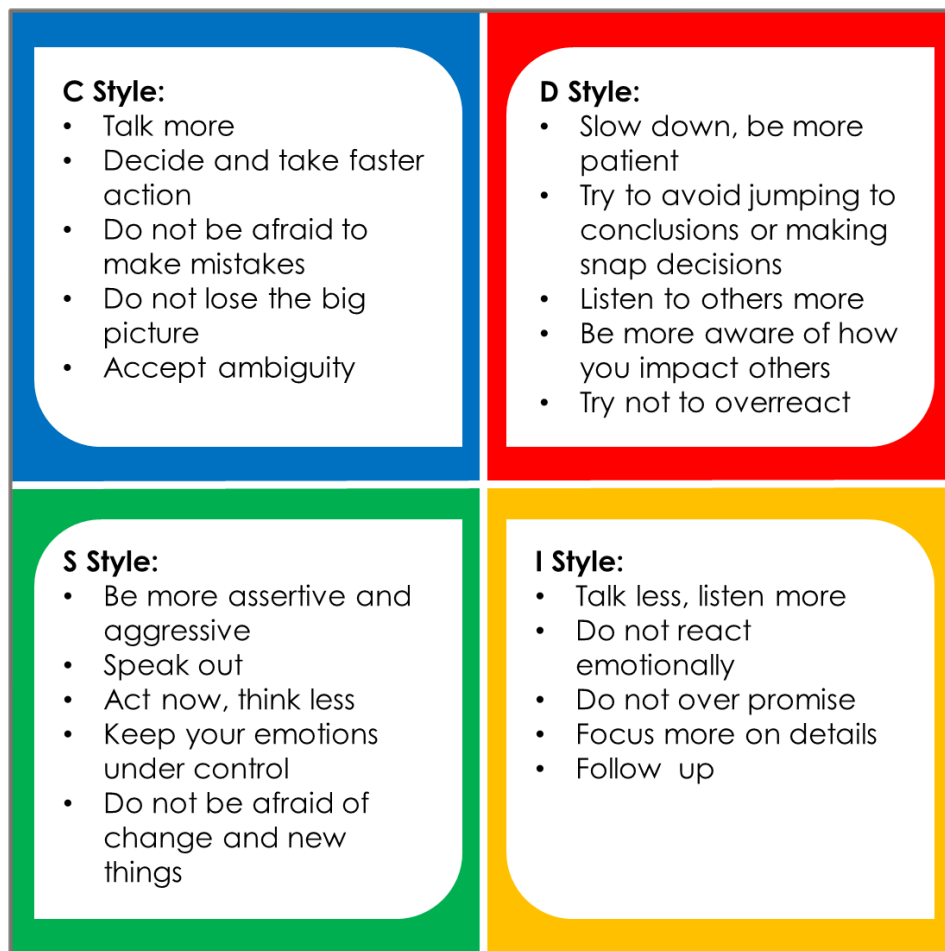 C Style:
• Talk more
• Decide and take faster
action
• Do not be afraid to
make mistakes
• Do not lose the big
picture
• Accept ambiguity
D Style:
• Slow down, be more
patient
• Try to avoid jumping to
conclusions or making
snap decisions
• Listen to others more
• Be more aware of how
you impact others
• Try not to overreact
S Style:
• Be more assertive and
aggressive
• Speak out
• Act now, think less
• Keep your emotions
under control
• Do not be afraid of
change and new
things
I Style:
• Talk less, listen more
• Do not react
emotionally
• Do not over promise
• Focus more on details
• Follow up